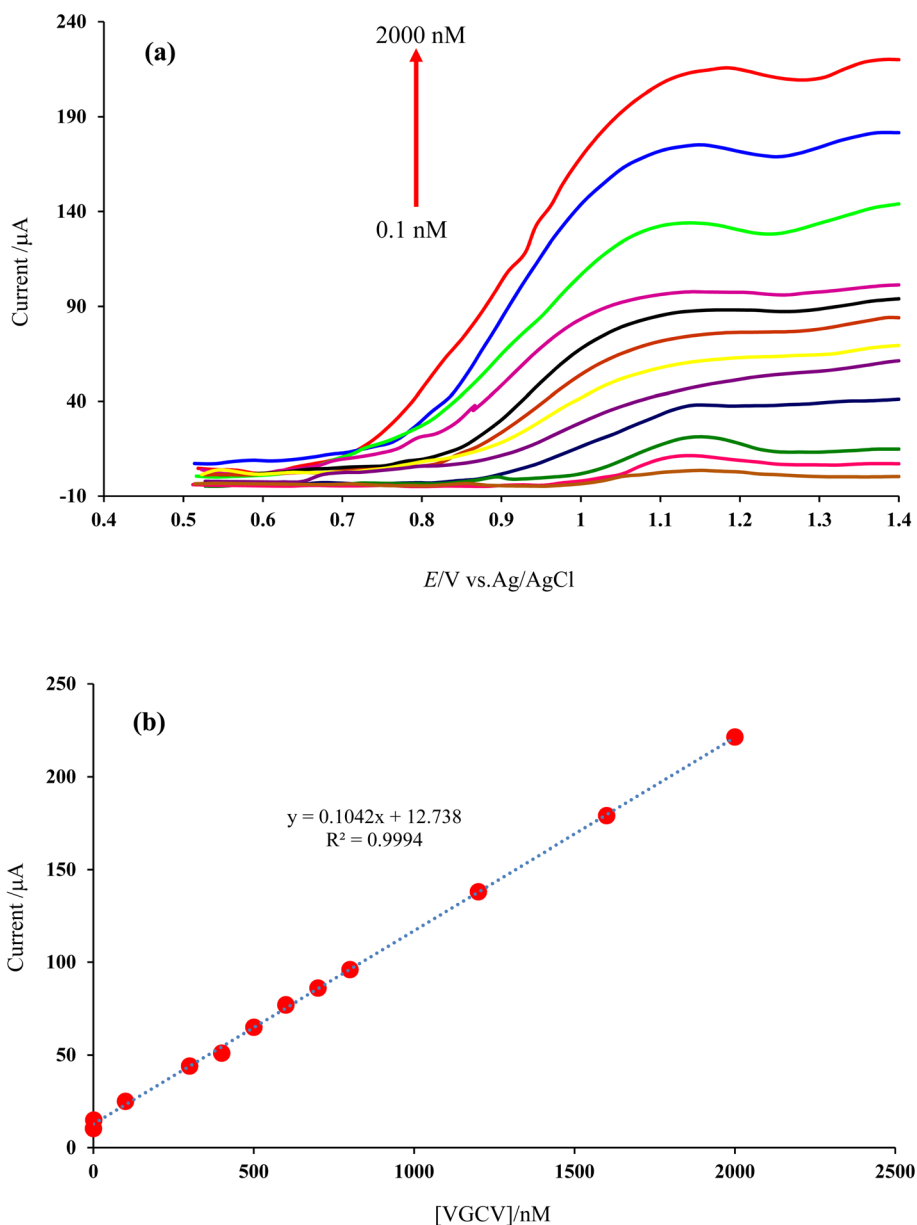 240
190
140
90
40
-10
(a)
2000 nM
0.1 nM
Current /µA
0.4 0.5 0.6 0.7 0.8 0.9 1 1.1 1.2 1.3 1.4
E/V vs.Ag/AgCl
250
200
150
100
50
0
(b)
y = 0.1042x + 12.738
R² = 0.9994
Current /µA
0 500 1000 1500 2000 2500
[VGCV]/nM